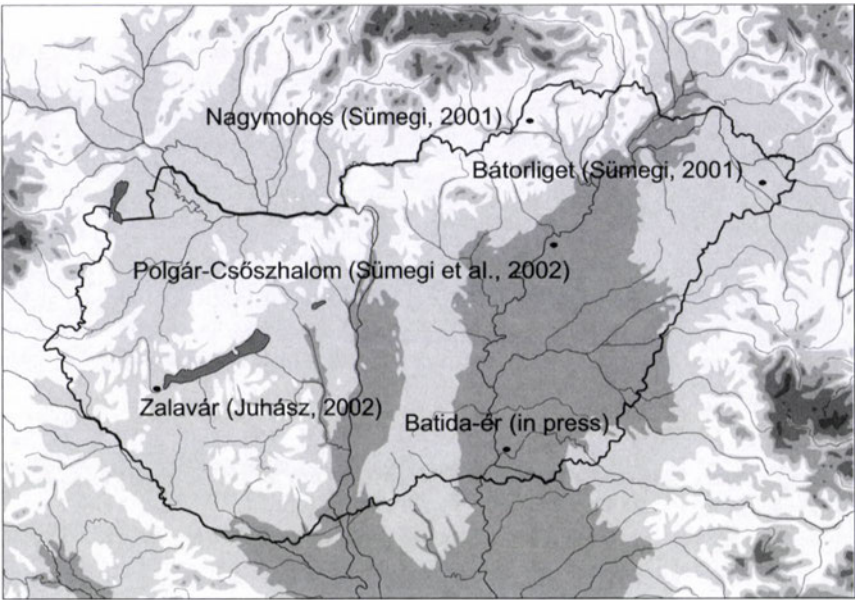 Nagymohos (Sümegi, 2001)
Bátorliget (Sümegi, 2001)
Polgár-Csőszhalom (Sümegi et al., 2002)
Zalavár (Juhász, 2002)
Batida-ér (in press)